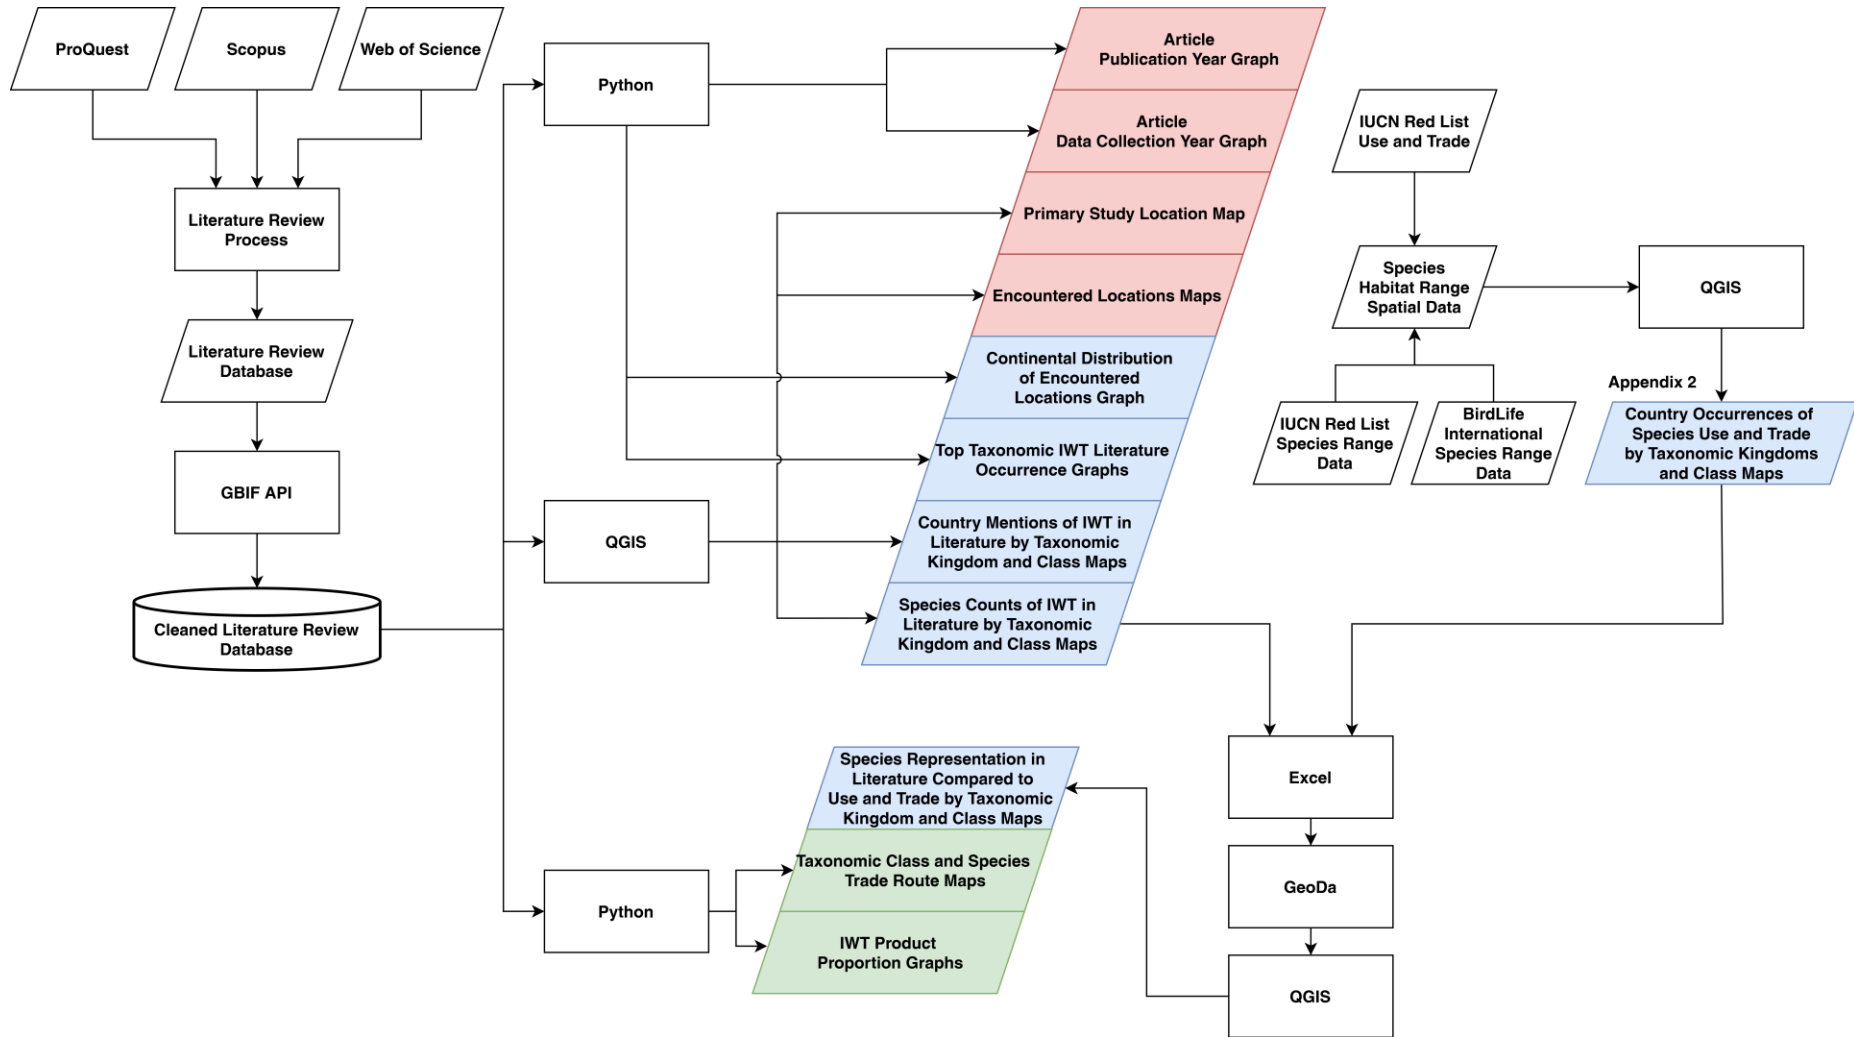 ProQuest
Scopus
Web of Science
Literature Review
Process
Literature Review
Database
GBIF API
Cleaned Literature Review
Database
Python
QGIS
Python
Article
Publication Year Graph
Article
Data Collection Year Graph
Primary Study Location Map
Encountered Locations Maps
Continental Distribution
of Encountered
Locations Graph
Top Taxonomic IWT Literature
Occurrence Graphs
Country Mentions of IWT in
Literature by Taxonomic
Kingdom and Class Maps
Species Counts of IWT in
Literature by Taxonomic
Kingdom and Class Maps
Species Representation in
Literature Compared to
Use and Trade by Taxonomic
Kingdom and Class Maps
Taxonomic Class and Species
Trade Route Maps
IWT Product
Proportion Graphs
IUCN Red List
Use and Trade
Species
Habitat Range
Spatial Data
IUCN Red List
Species Range
Data
BirdLife
International
Species Range
Data
QGIS
Appendix 2
Country Occurrences of
Species Use and Trade
by Taxonomic Kingdoms
and Class Maps
Excel
GeoDa
QGIS